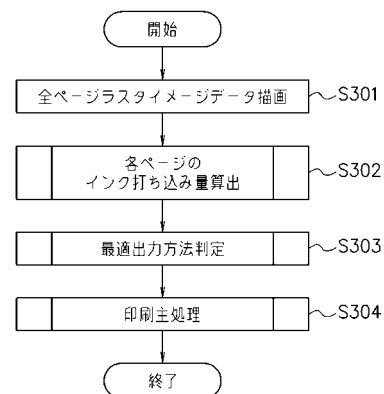 開始
全ページラスタイメージデータ描画
S301
各ページの
インク打ち込み量算出
S302
最適出力方法判定
S303
印刷主処理
S304
終了